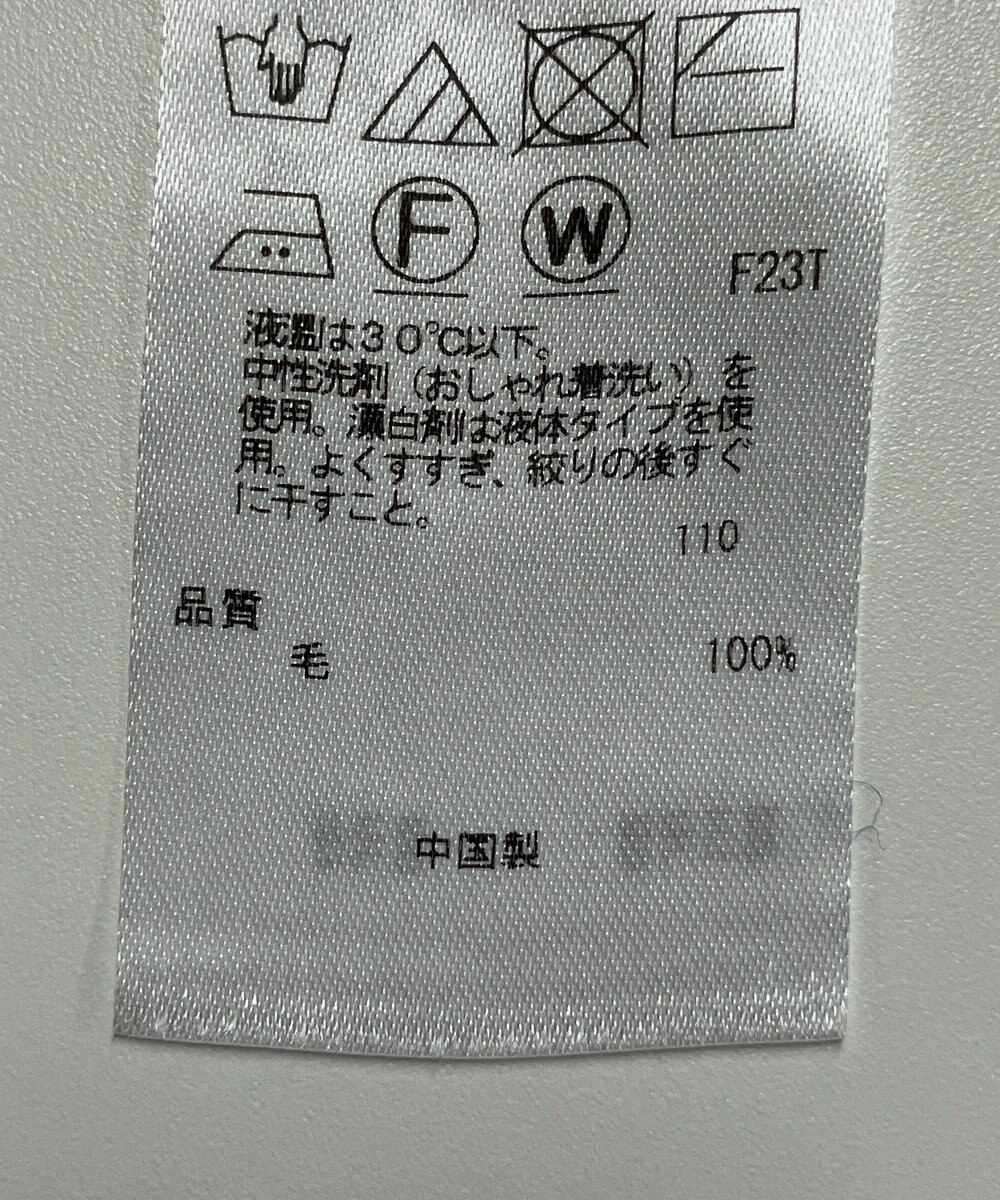 F
W
F23T
液温は30℃以下。
中性洗剤（おしゃれ着洗い）を
使用。漂白剤は液体タイプを使
用。よくすすぎ、絞りの後すぐ
に干すこと。
110
品質
毛 100%
中国製